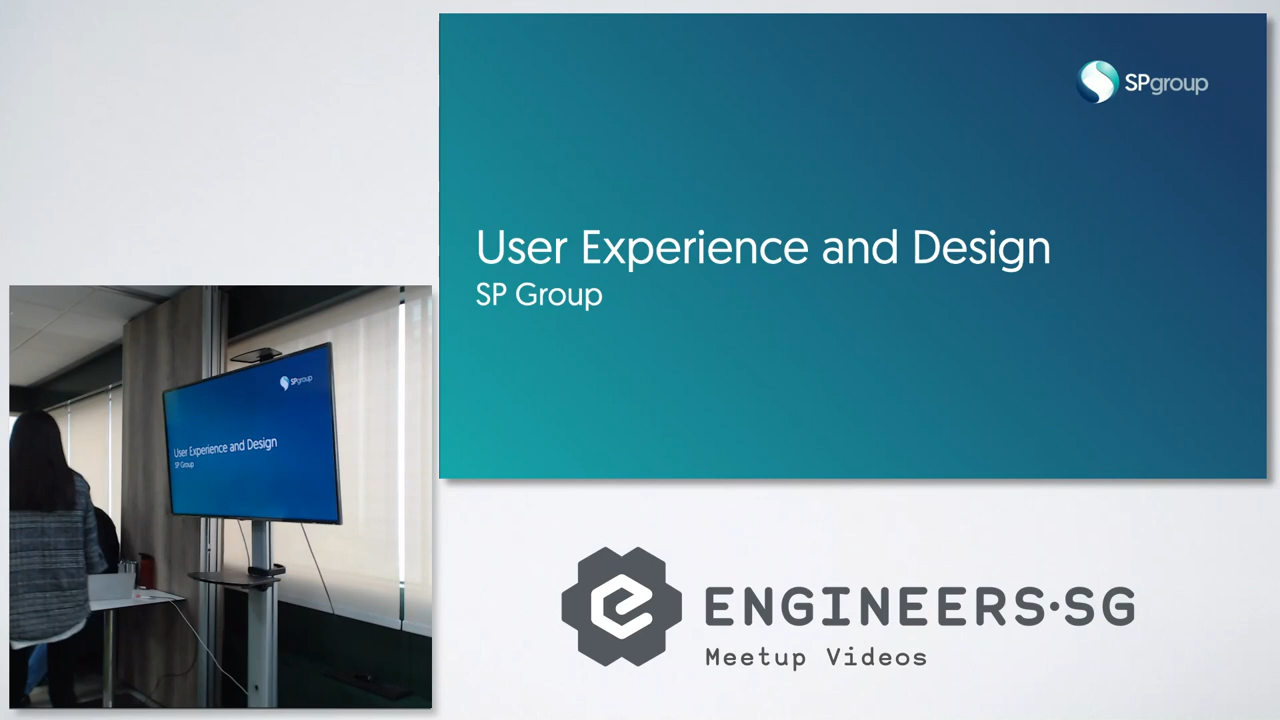 SPgroup
User Experience and Design
SP Group
SPgroup
User Experience and Design
SP Group
ENGINEERS·SG
Meetup Videos